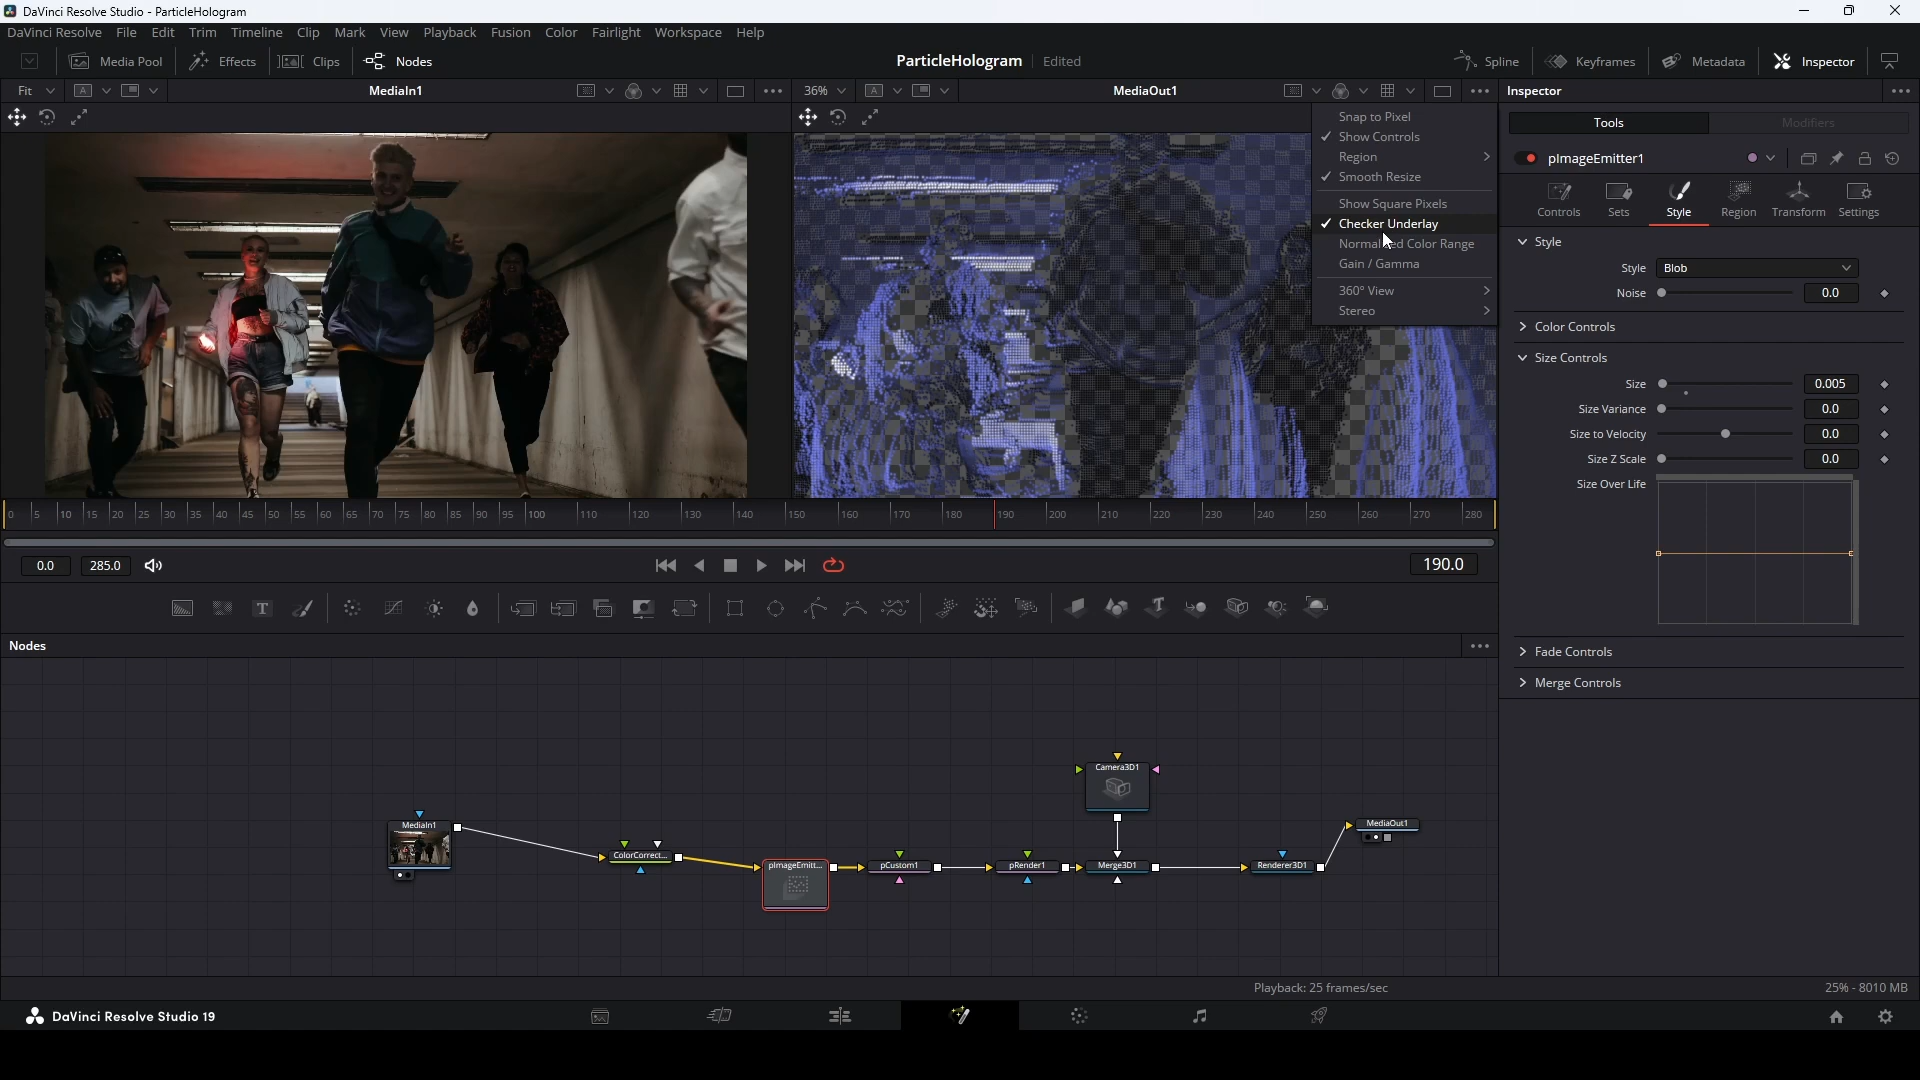 DaVinci Resolve Studio - ParticleHologram
DaVinci Resolve File Edit Trim Timeline Clip Mark View Playback Fusion Color Fairlight Workspace Help
Media Pool Effects Clips Nodes ParticleHologram Edited Spline Keyframes Metadata Inspector
Fit A MediaIn1 36% A MediaOut1 Inspector
Snap to Pixel
Show Controls
Region
Smooth Resize
Show Square Pixels
Checker Underlay
Gain / Gamma
360° View
Stereo
Tools Modifiers
pImageEmitter1
Controls Sets Style Region Transform Settings
Style
Style Blob
Noise 0.0
Color Controls
Size Controls
Size 0.005
Size Variance 0.0
Size to Velocity 0.0
Size Z Scale 0.0
Size Over Life
Fade Controls
Merge Controls
0 5 10 15 20 25 30 35 40 45 50 55 60 65 70 75 80 85 90 95 100 110 120 130 140 150 160 170 180 190 200 210 220 230 240 250 260 270 280
0.0 285.0 190.0
T
Nodes
Camera3D1
MediaIn1
MediaOut1
ColorCorrect...
pImageEmitt...
pCustom1
pRender1
Merge3D1
Renderer3D1
Playback: 25 frames/sec 25% - 8010 MB
DaVinci Resolve Studio 19